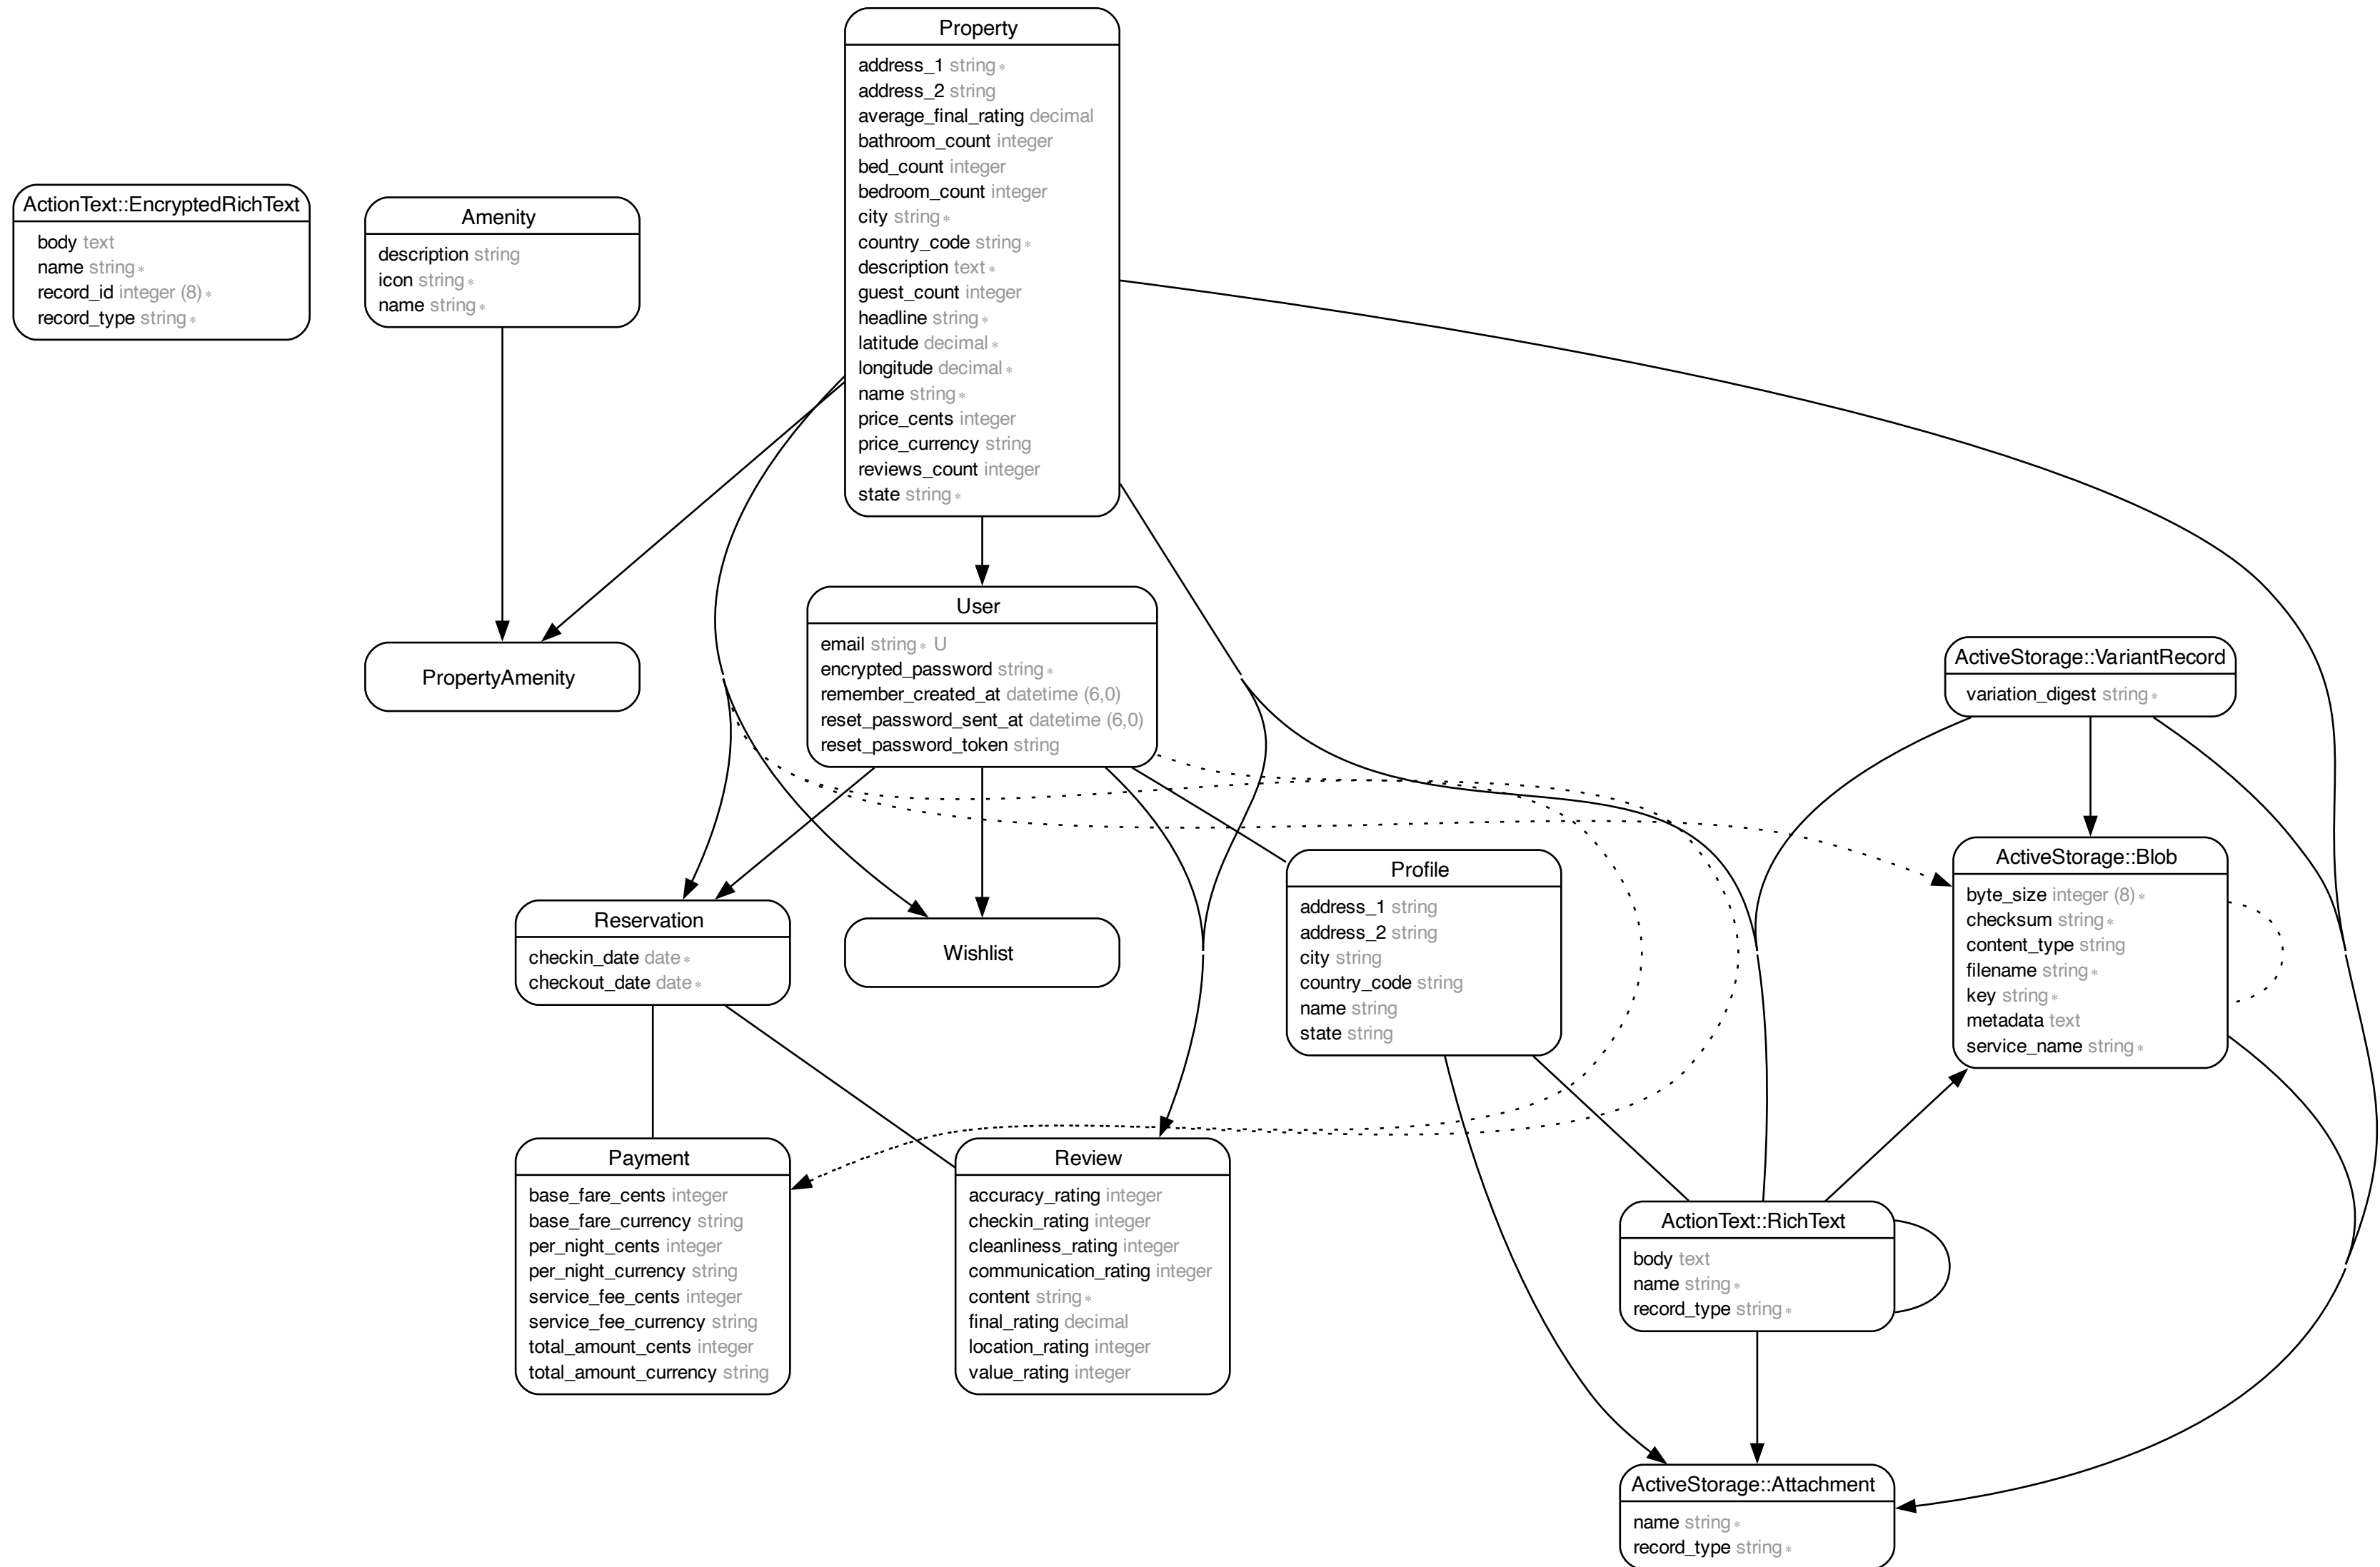 Property
address_1 string *
address_2 string
average_final_rating decimal
bathroom_count integer
bed_count integer
bedroom_count integer
city string *
country_code string *
description text *
guest_count integer
headline string *
latitude decimal *
longitude decimal *
name string *
price_cents integer
price_currency string
reviews_count integer
state string *
ActionText::EncryptedRichText
body text
name string *
record_id integer (8) *
record_type string *
Amenity
description string
icon string *
name string *
PropertyAmenity
User
email string * U
encrypted_password string *
remember_created_at datetime (6,0)
reset_password_sent_at datetime (6,0)
reset_password_token string
ActiveStorage::VariantRecord
variation_digest string *
ActiveStorage::Blob
byte_size integer (8) *
checksum string *
content_type string
filename string *
key string *
metadata text
service_name string *
Profile
address_1 string
address_2 string
city string
country_code string
name string
state string
Reservation
checkin_date date *
checkout_date date *
Wishlist
Payment
base_fare_cents integer
base_fare_currency string
per_night_cents integer
per_night_currency string
service_fee_cents integer
service_fee_currency string
total_amount_cents integer
total_amount_currency string
Review
accuracy_rating integer
checkin_rating integer
cleanliness_rating integer
communication_rating integer
content string *
final_rating decimal
location_rating integer
value_rating integer
ActionText::RichText
body text
name string *
record_type string *
ActiveStorage::Attachment
name string *
record_type string *